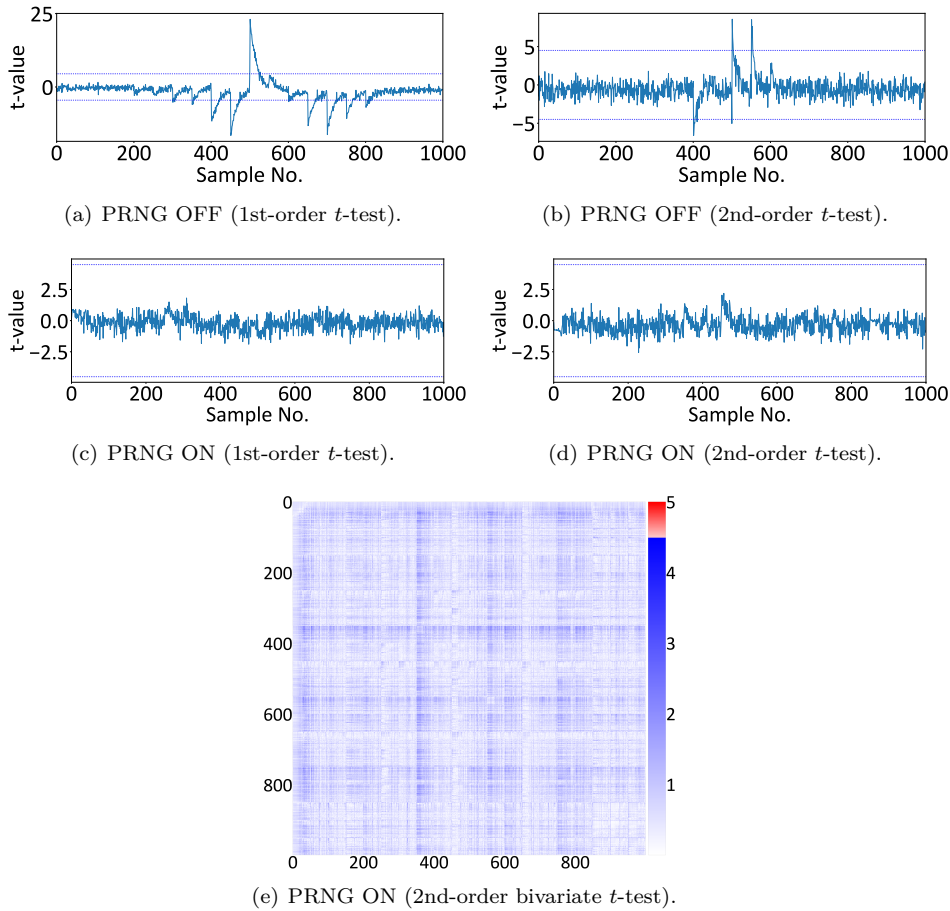 25
0
t-value
0 200 400 600 800 1000
Sample No.
(a) PRNG OFF (1st-order t-test).
5
0
−5
t-value
0 200 400 600 800 1000
Sample No.
(b) PRNG OFF (2nd-order t-test).
2.5
0.0
−2.5
t-value
0 200 400 600 800 1000
Sample No.
(c) PRNG ON (1st-order t-test).
2.5
0.0
−2.5
t-value
0 200 400 600 800 1000
Sample No.
(d) PRNG ON (2nd-order t-test).
0
200
400
600
800
0 200 400 600 800
5
4
3
2
1
(e) PRNG ON (2nd-order bivariate t-test).